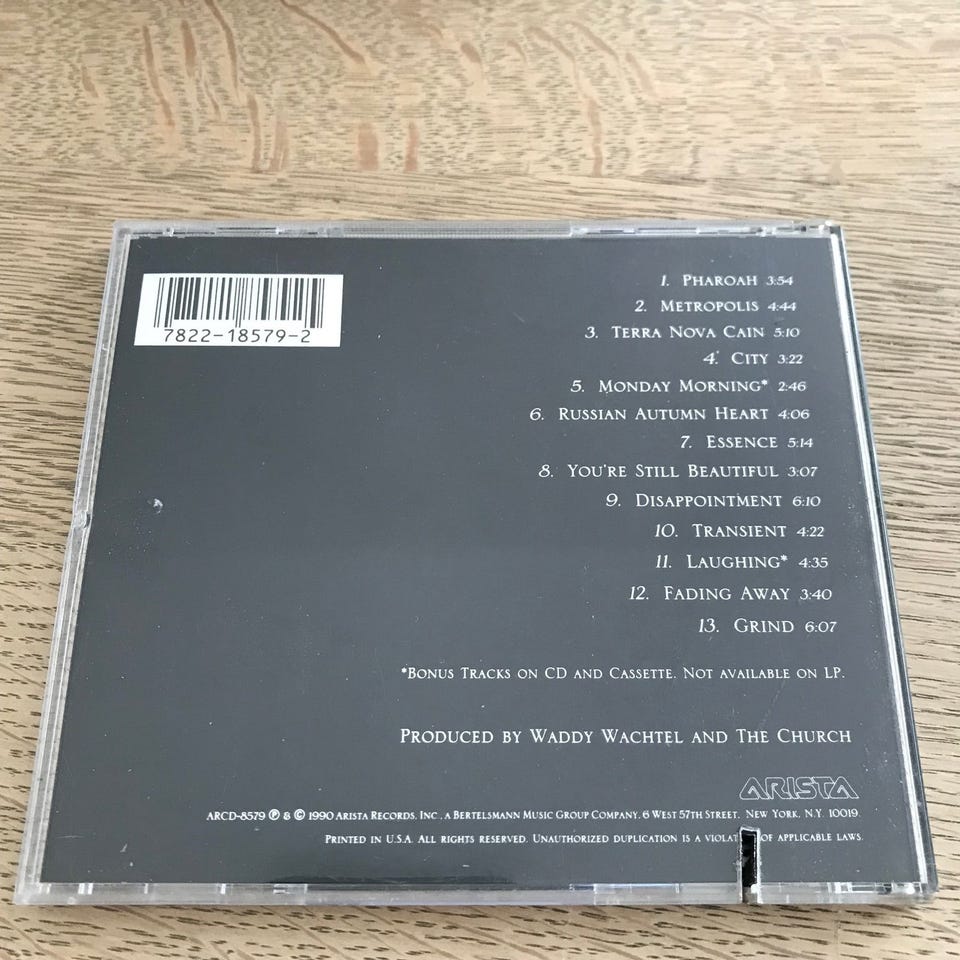 7822-18579-2
1. PHAROAH 3:54
2. METROPOLIS 4:44
3. TERRA NOVA CAIN 5:10
4. CITY 3:22
5. MONDAY MORNING* 2:46
6. RUSSIAN AUTUMN HEART 4:06
7. ESSENCE 5:14
8. YOU'RE STILL BEAUTIFUL 3:07
9. DISAPPOINTMENT 6:10
10. TRANSIENT 4:22
11. LAUGHING* 4:35
12. FADING AWAY 3:40
13. GRIND 6:07
*BONUS TRACKS ON CD AND CASSETTE. NOT AVAILABLE ON LP.
PRODUCED BY WADDY WACHTEL AND THE CHURCH
ARISTA
ARCD-8579 ℗ & © 1990 ARISTA RECORDS, INC., A BERTELSMANN MUSIC GROUP COMPANY. 6 WEST 57TH STREET, NEW YORK, N.Y. 10019.
PRINTED IN U.S.A. ALL RIGHTS RESERVED. UNAUTHORIZED DUPLICATION IS A OF APPLICABLE LAWS.